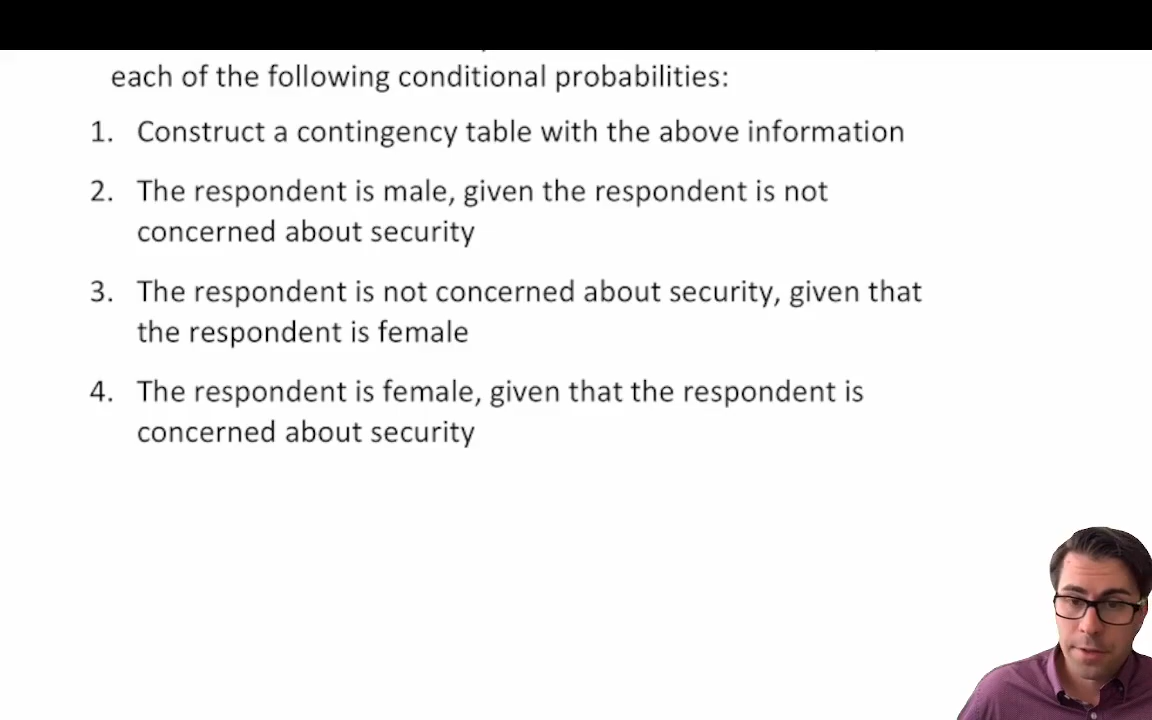 each of the following conditional probabilities:
1. Construct a contingency table with the above information
2. The respondent is male, given the respondent is not
concerned about security
3. The respondent is not concerned about security, given that
the respondent is female
4. The respondent is female, given that the respondent is
concerned about security